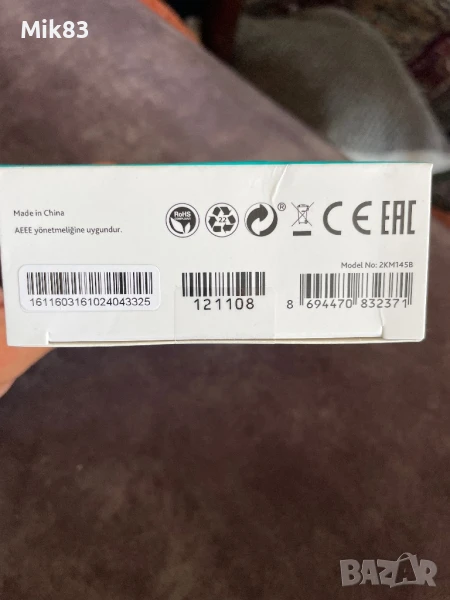 Mik83
Made in China
AEEE yönetmeliğine uygundur.
RoHS
22
®
CE
EAC
Model No: 2KM145B
1611603161024043325
121108
8 694470 832371
BAZAR